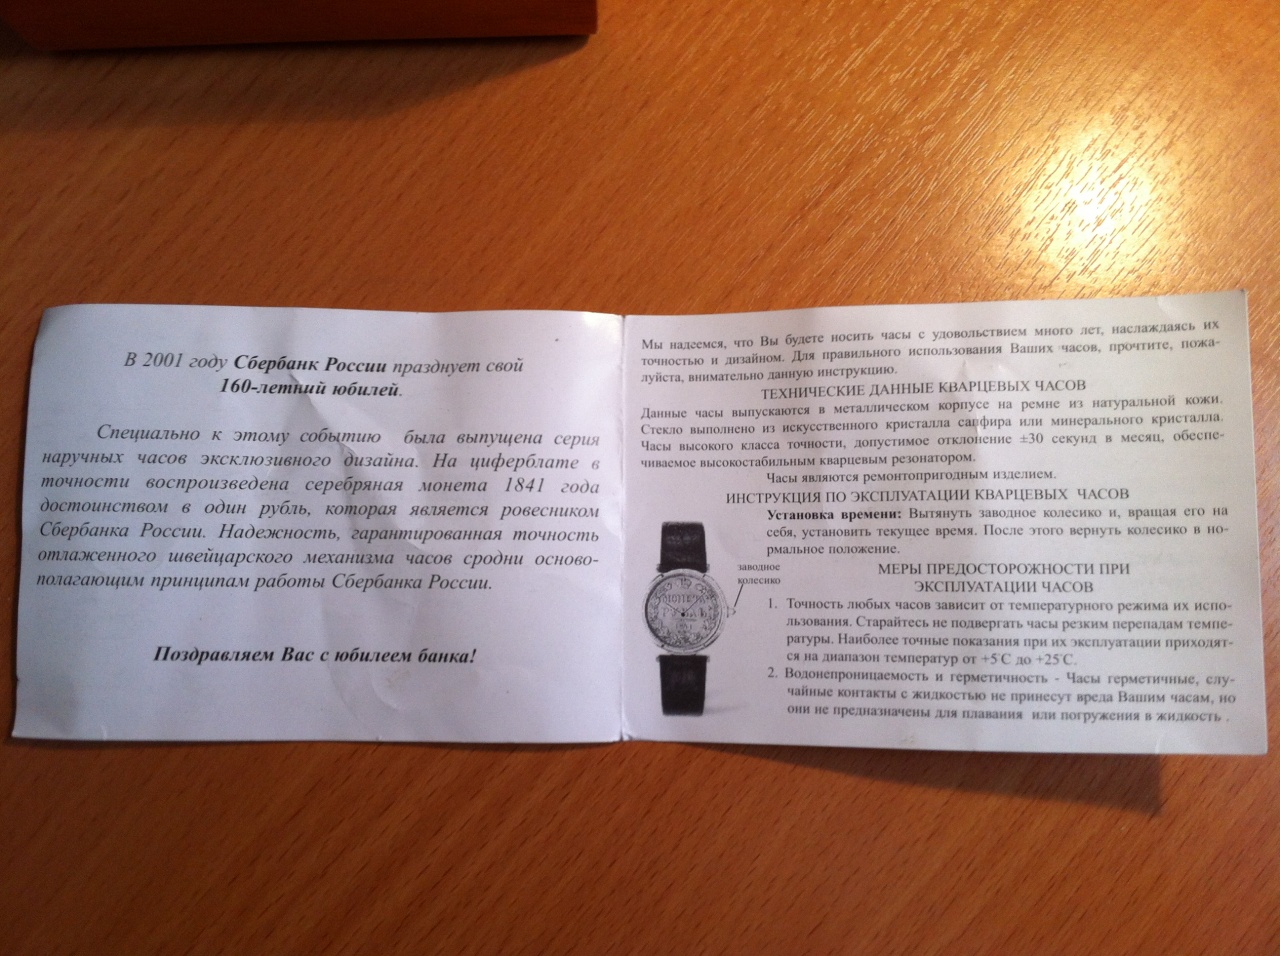 В 2001 году Сбербанк России празднует свой
160-летний юбилей.
Специально к этому событию была выпущена серия
наручных часов эксклюзивного дизайна. На циферблате в
точности воспроизведена серебряная монета 1841 года
достоинством в один рубль, которая является ровесником
Сбербанка России. Надежность, гарантированная точность
отлаженного швейцарского механизма часов сродни осново-
полагающим принципам работы Сбербанка России.
Поздравляем Вас с юбилеем банка!
Мы надеемся, что Вы будете носить часы с удовольствием много лет, наслаждаясь их
точностью и дизайном. Для правильного использования Ваших часов, прочтите, пожа-
луйста, внимательно данную инструкцию.
ТЕХНИЧЕСКИЕ ДАННЫЕ КВАРЦЕВЫХ ЧАСОВ
Данные часы выпускаются в металлическом корпусе на ремне из натуральной кожи.
Стекло выполнено из искусственного кристалла сапфира или минерального кристалла.
Часы высокого класса точности, допустимое отклонение ±30 секунд в месяц, обеспе-
чиваемое высокостабильным кварцевым резонатором.
Часы являются ремонтопригодным изделием.
ИНСТРУКЦИЯ ПО ЭКСПЛУАТАЦИИ КВАРЦЕВЫХ ЧАСОВ
Установка времени: Вытянуть заводное колесико и, вращая его на
себя, установить текущее время. После этого вернуть колесико в но-
рмальное положение.
заводное
колесико
МЕРЫ ПРЕДОСТОРОЖНОСТИ ПРИ
ЭКСПЛУАТАЦИИ ЧАСОВ
1. Точность любых часов зависит от температурного режима их испо-
льзования. Старайтесь не подвергать часы резким перепадам темпе-
ратуры. Наиболее точные показания при их эксплуатации приходят-
ся на диапазон температур от +5°С до +25°С.
2. Водонепроницаемость и герметичность - Часы герметичные, слу-
чайные контакты с жидкостью не принесут вреда Вашим часам, но
они не предназначены для плавания или погружения в жидкость .